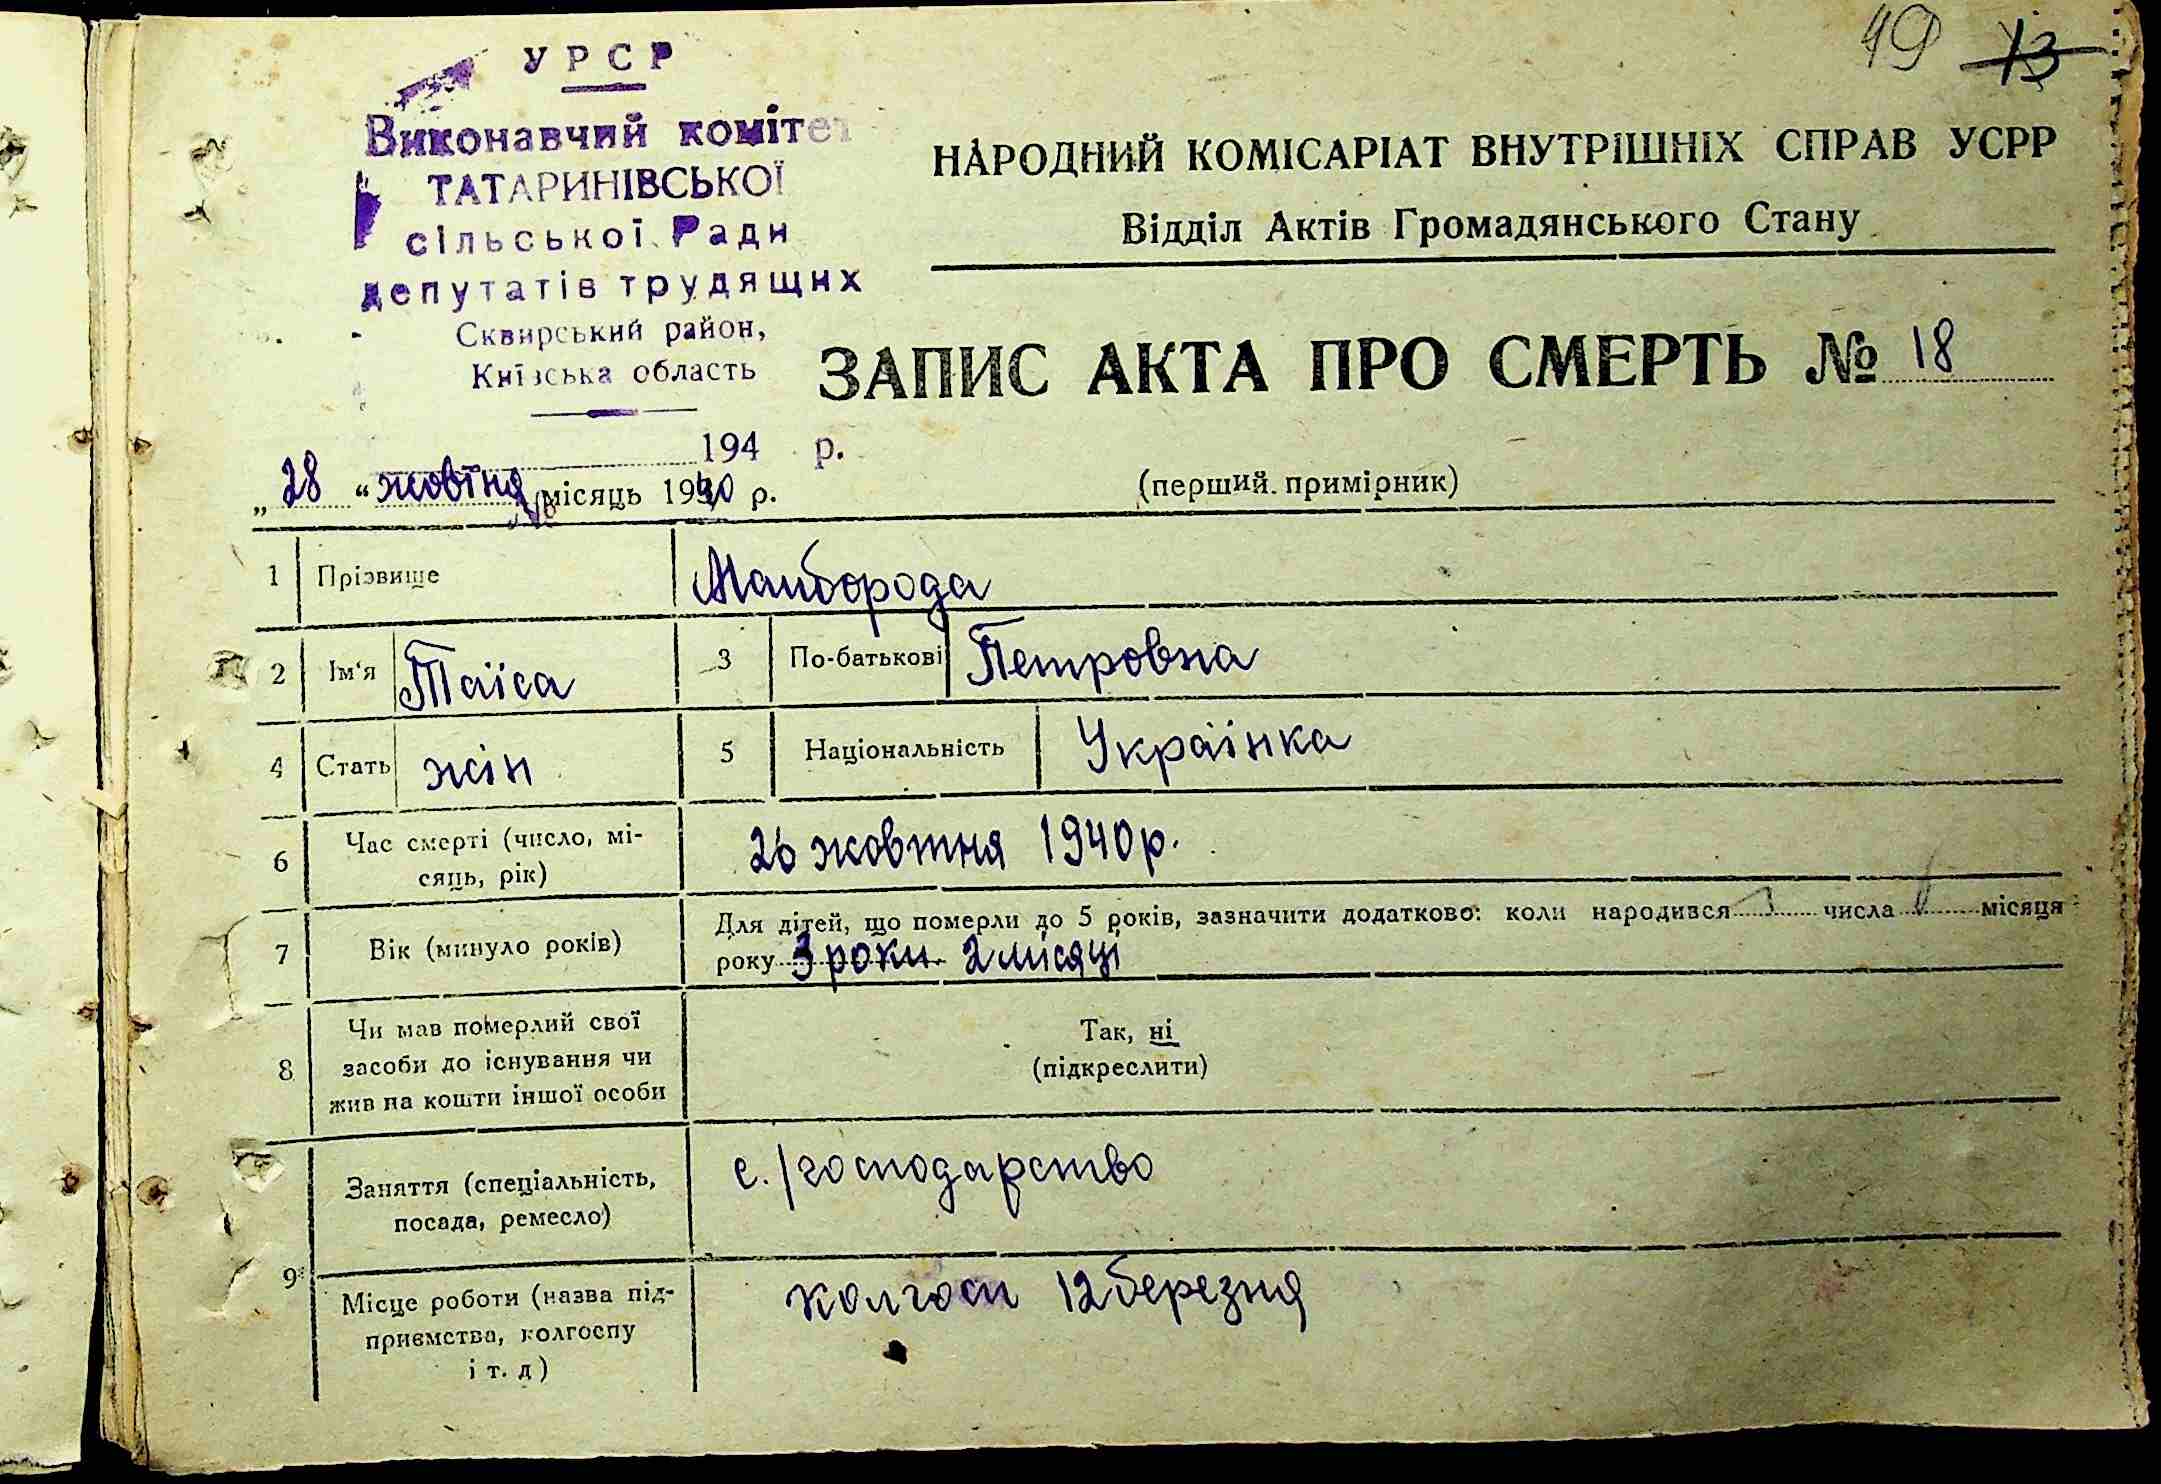 49 13
УРСР
Виконавчий комітет
ТАТАРИНІВСЬКОЇ
сільської Ради
депутатів трудящих
Сквирський район,
Київська область
194 р.
НАРОДНИЙ КОМІСАРІАТ ВНУТРІШНІХ СПРАВ УСРР
Відділ Актів Громадянського Стану
ЗАПИС АКТА ПРО СМЕРТЬ № 18
„28“ жовтня місяць 1940 р.
(перший примірник)
1 Прізвище Майборода
2 Ім'я Таїса 3 По-батькові Петровна
4 Стать жін 5 Національність Українка
6 Час смерті (число, мі-
сяць, рік) 26 жовтня 1940 р.
7 Вік (минуло років) Для дітей, що померли до 5 років, зазначити додатково: коли народився числа місяця
року 3 роки 2 місяці
8 Чи мав померлий свої
засоби до існування чи
жив на кошти іншої особи
Так, ні
(підкреслити)
9 Заняття (спеціальність,
посада, ремесло) с./господарство
Місце роботи (назва під-
приємства, колгоспу
і т. д) колгосп 12 березня